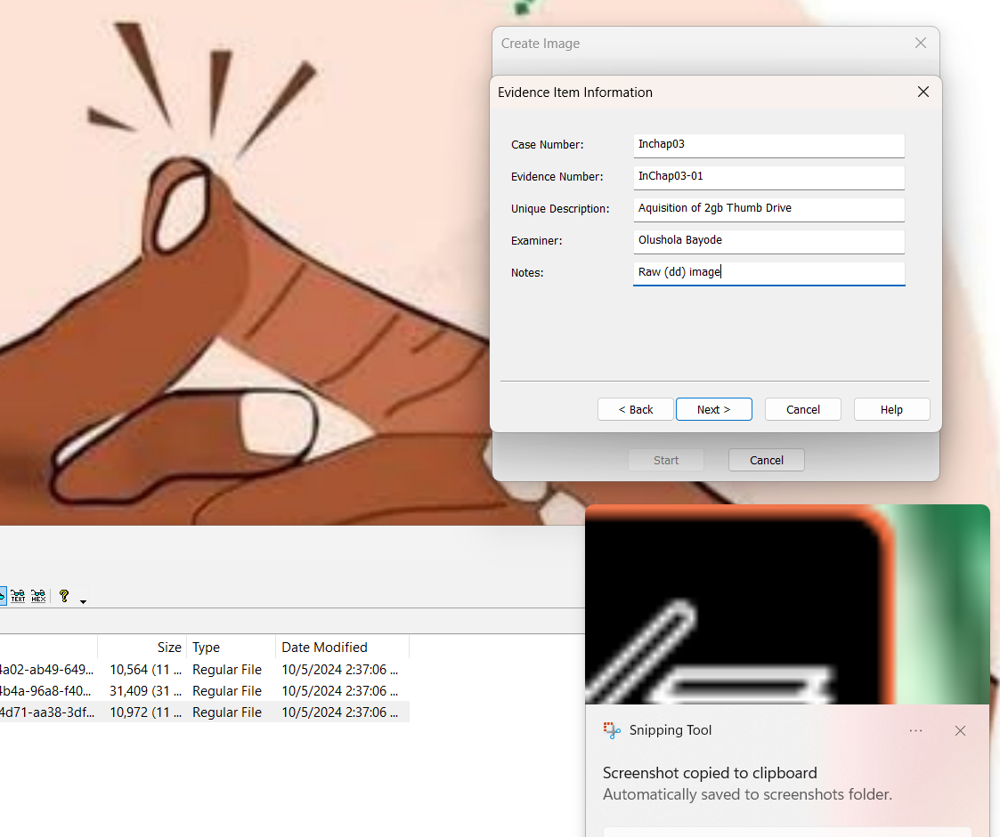 Create Image
Evidence Item Information
Case Number: Inchap03
Evidence Number: InChap03-01
Unique Description: Aquisition of 2gb Thumb Drive
Examiner: Olushola Bayode
Notes: Raw (dd) image
< Back Next > Cancel Help
Start Cancel
TEXT HEX ?
Size Type Date Modified
4a02-ab49-649... 10,564 (11 ... Regular File 10/5/2024 2:37:06 ...
4b4a-96a8-f40... 31,409 (31 ... Regular File 10/5/2024 2:37:06 ...
4d71-aa38-3df... 10,972 (11 ... Regular File 10/5/2024 2:37:06 ...
Snipping Tool
Screenshot copied to clipboard
Automatically saved to screenshots folder.